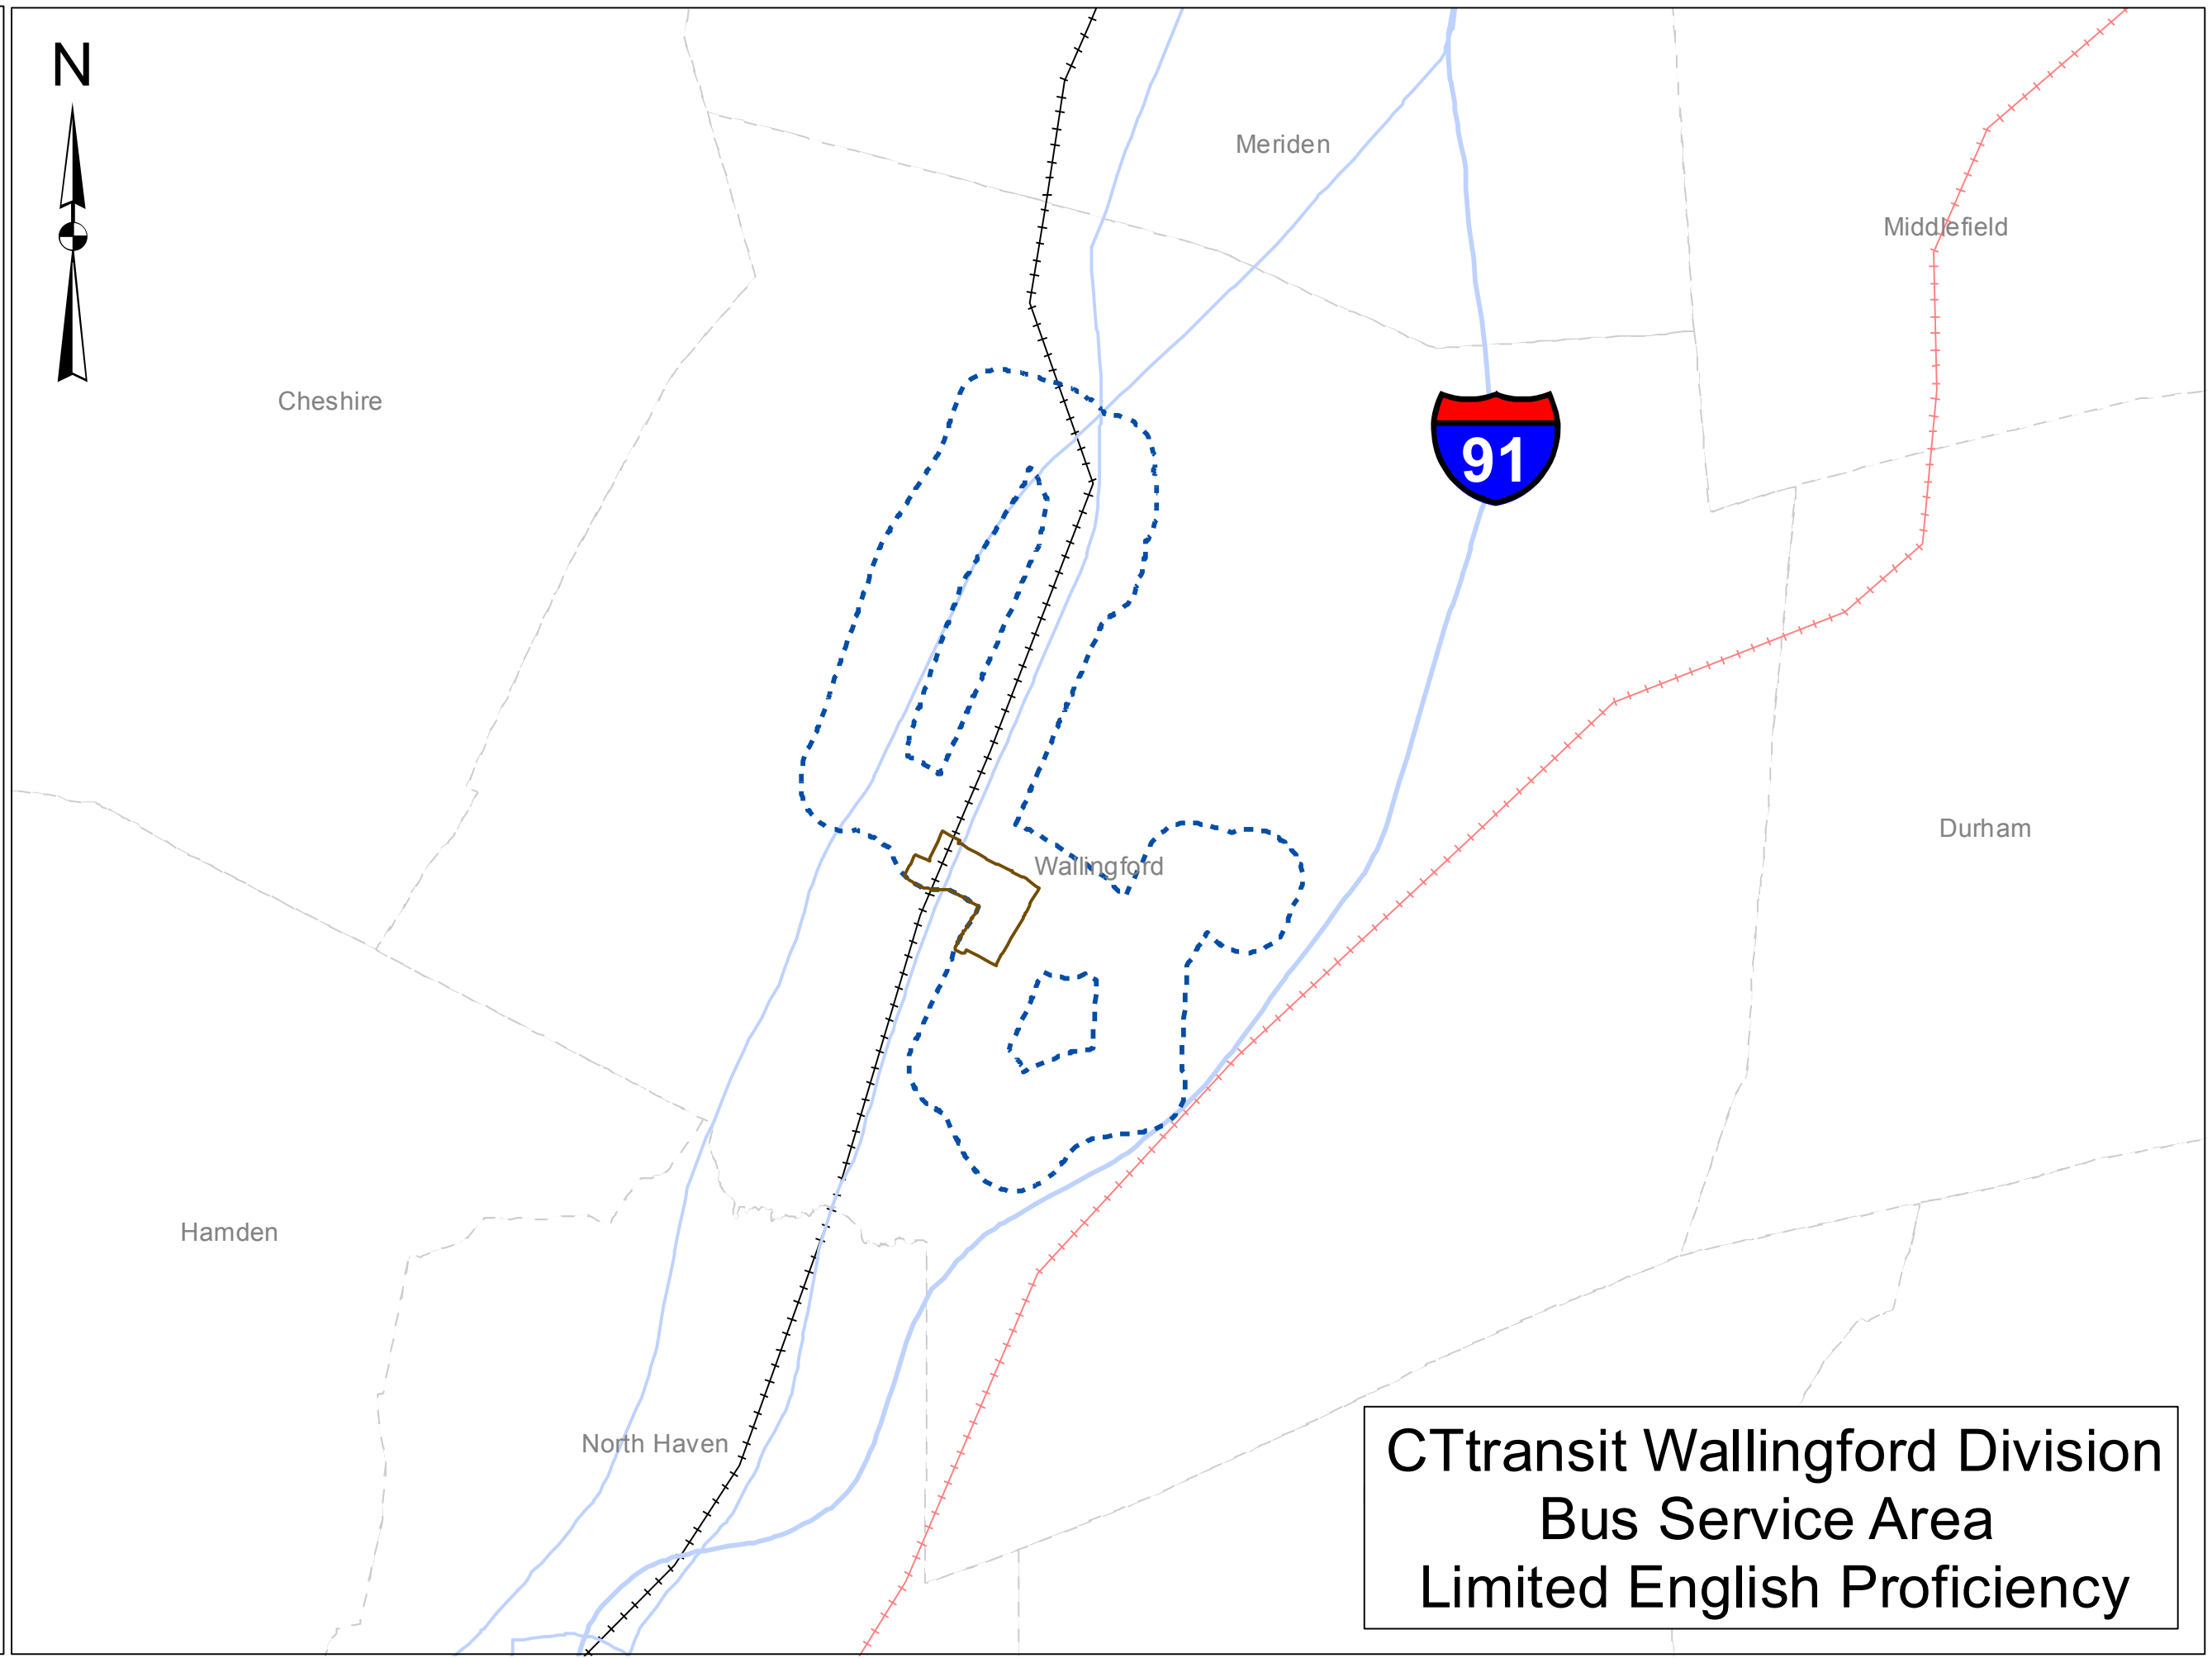 N
Meriden
Middlefield
Cheshire
91
Durham
Wallingford
Hamden
North Haven
CTtransit Wallingford Division
Bus Service Area
Limited English Proficiency